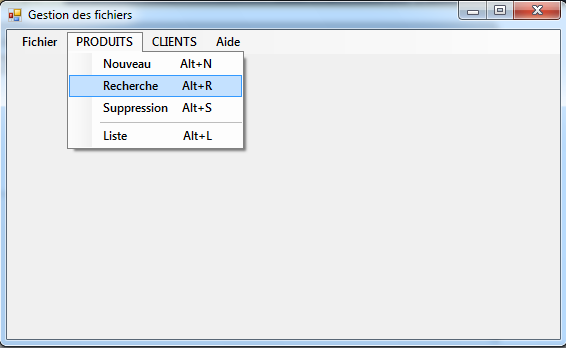 Gestion des fichiers
Fichier PRODUITS CLIENTS Aide
Nouveau Alt+N
Recherche Alt+R
Suppression Alt+S
Liste Alt+L